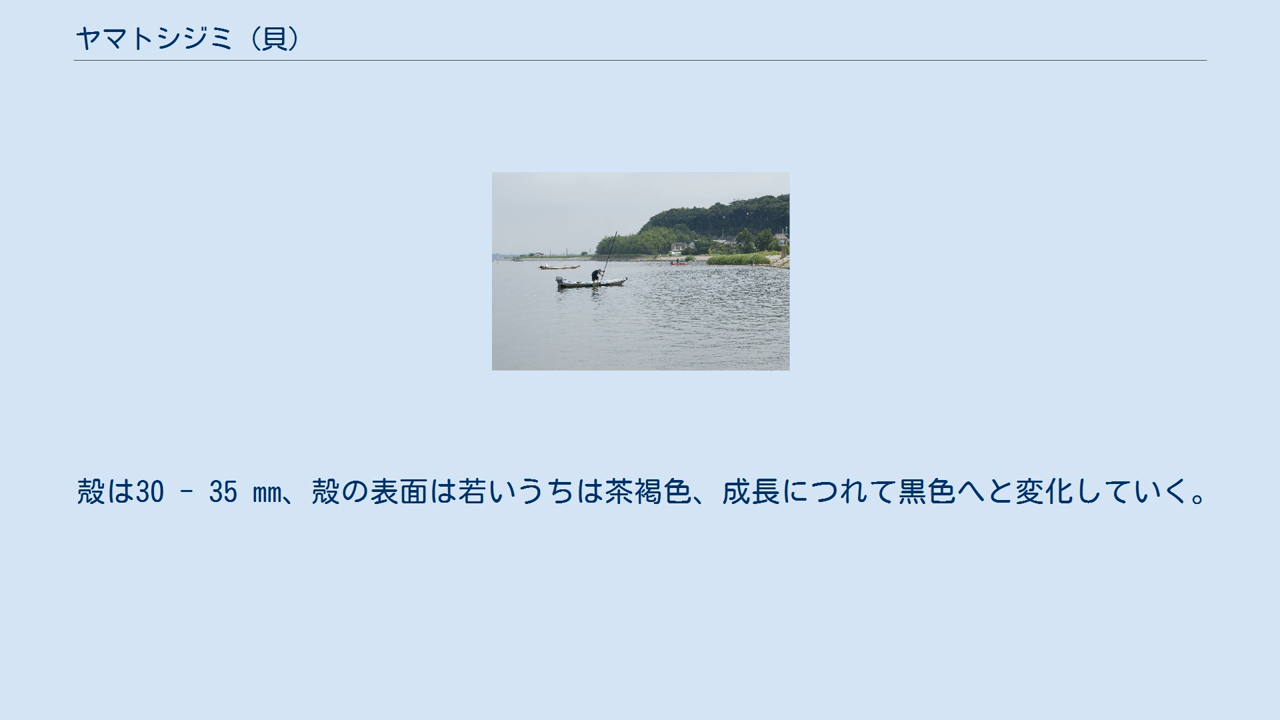 ヤマトシジミ（貝）
殻は30 - 35 mm、殻の表面は若いうちは茶褐色、成長につれて黒色へと変化していく。